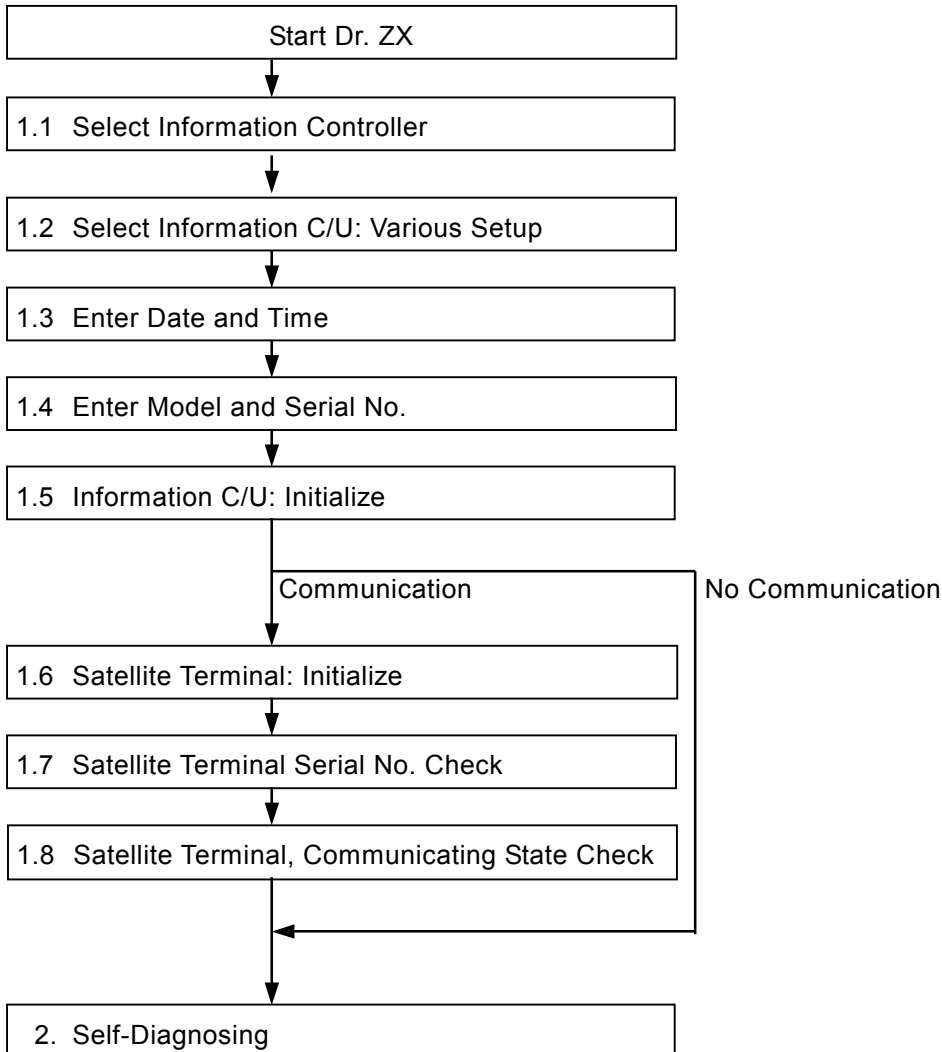 Start Dr. ZX
1.1 Select Information Controller
1.2 Select Information C/U: Various Setup
1.3 Enter Date and Time
1.4 Enter Model and Serial No.
1.5 Information C/U: Initialize
Communication
No Communication
1.6 Satellite Terminal: Initialize
1.7 Satellite Terminal Serial No. Check
1.8 Satellite Terminal, Communicating State Check
2. Self-Diagnosing